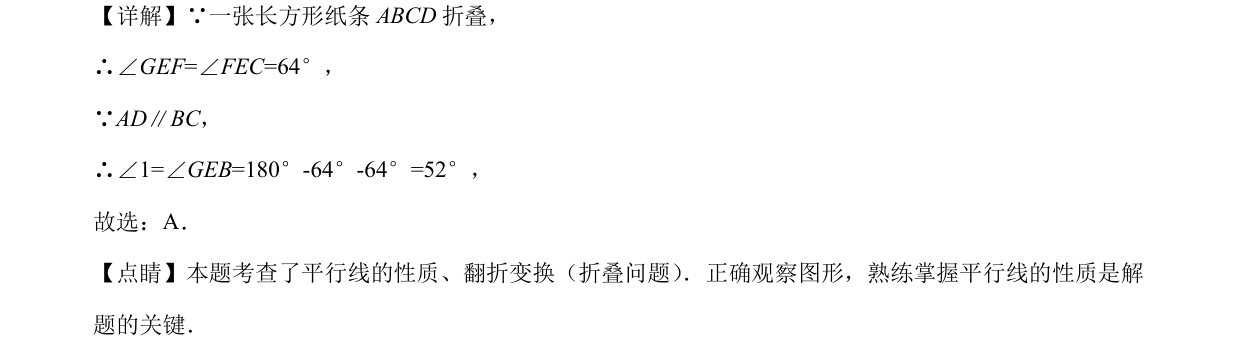 【详解】∵一张长方形纸条 ABCD 折叠，
∴∠GEF=∠FEC=64°，
∵AD∥BC，
∴∠1=∠GEB=180°-64°-64°=52°，
故选：A．
【点睛】本题考查了平行线的性质、翻折变换（折叠问题）．正确观察图形，熟练掌握平行线的性质是解
题的关键．